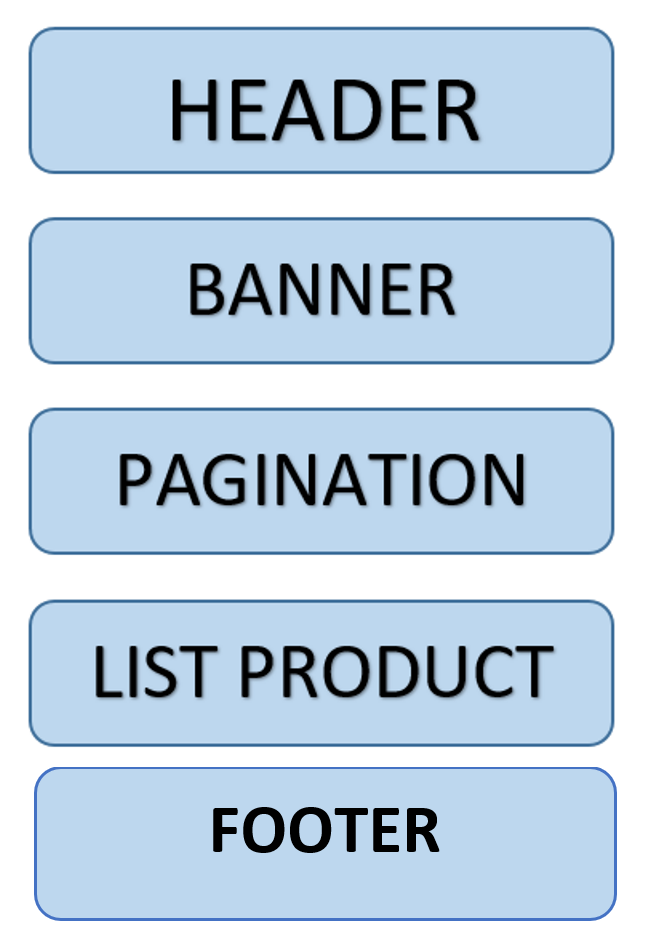 HEADER
BANNER
PAGINATION
LIST PRODUCT
FOOTER